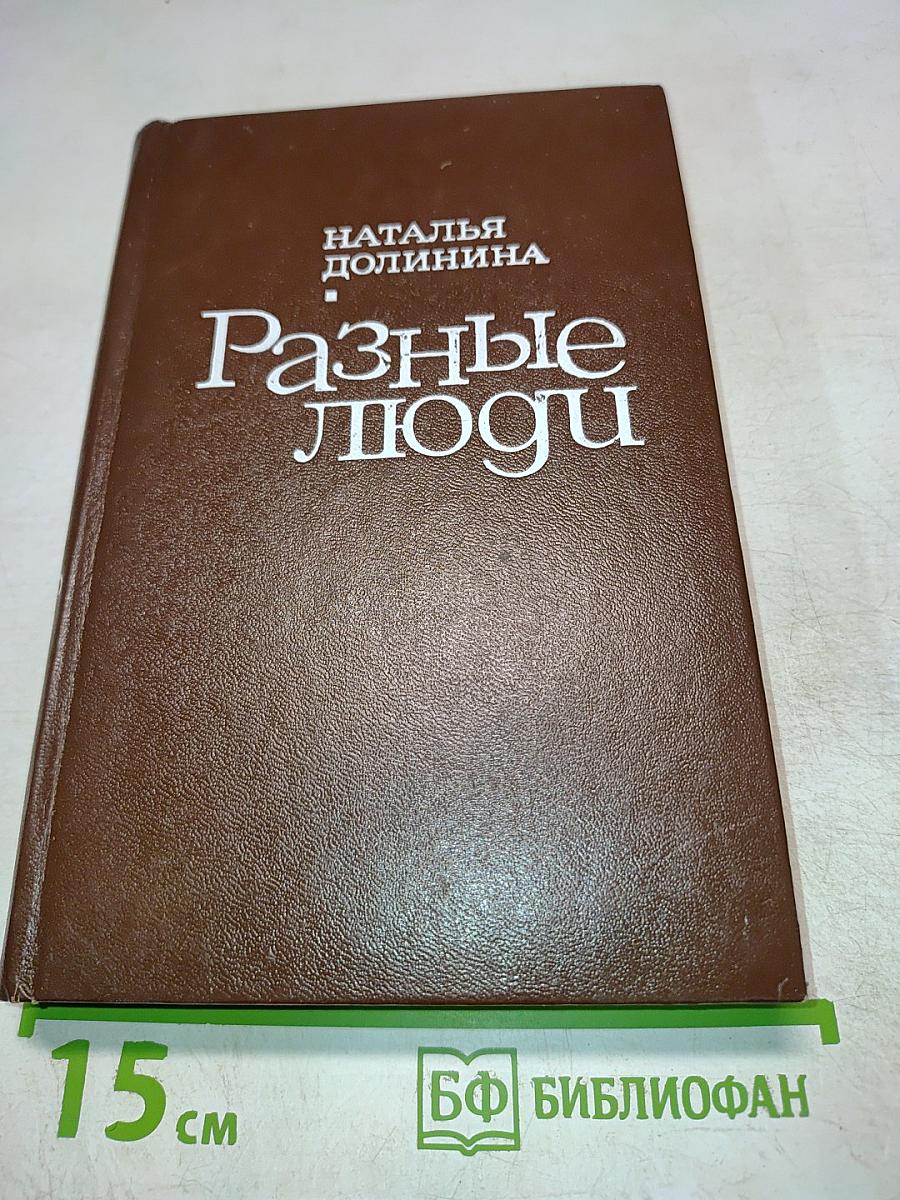 НАТАЛЬЯ
ДОЛИНИНА
Разные
люди
15 см
БФ БИБЛИОФАН